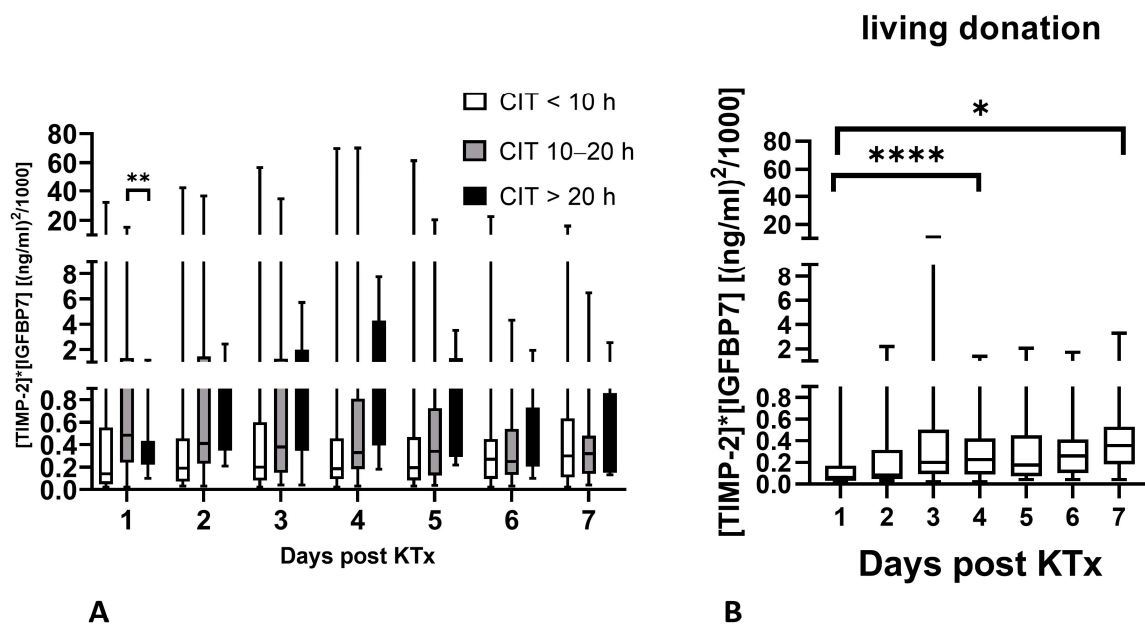 living donation
CIT < 10 h
CIT 10–20 h
CIT > 20 h
[TIMP-2]*[IGFBP7] [(ng/ml)²/1000]
80
60
40
20
8
6
4
2
0.8
0.6
0.4
0.2
0.0
**
1 2 3 4 5 6 7
Days post KTx
A
[TIMP-2]*[IGFBP7] [(ng/ml)²/1000]
80
60
40
20
8
6
4
2
0.8
0.6
0.4
0.2
0.0
*
****
1 2 3 4 5 6 7
Days post KTx
B